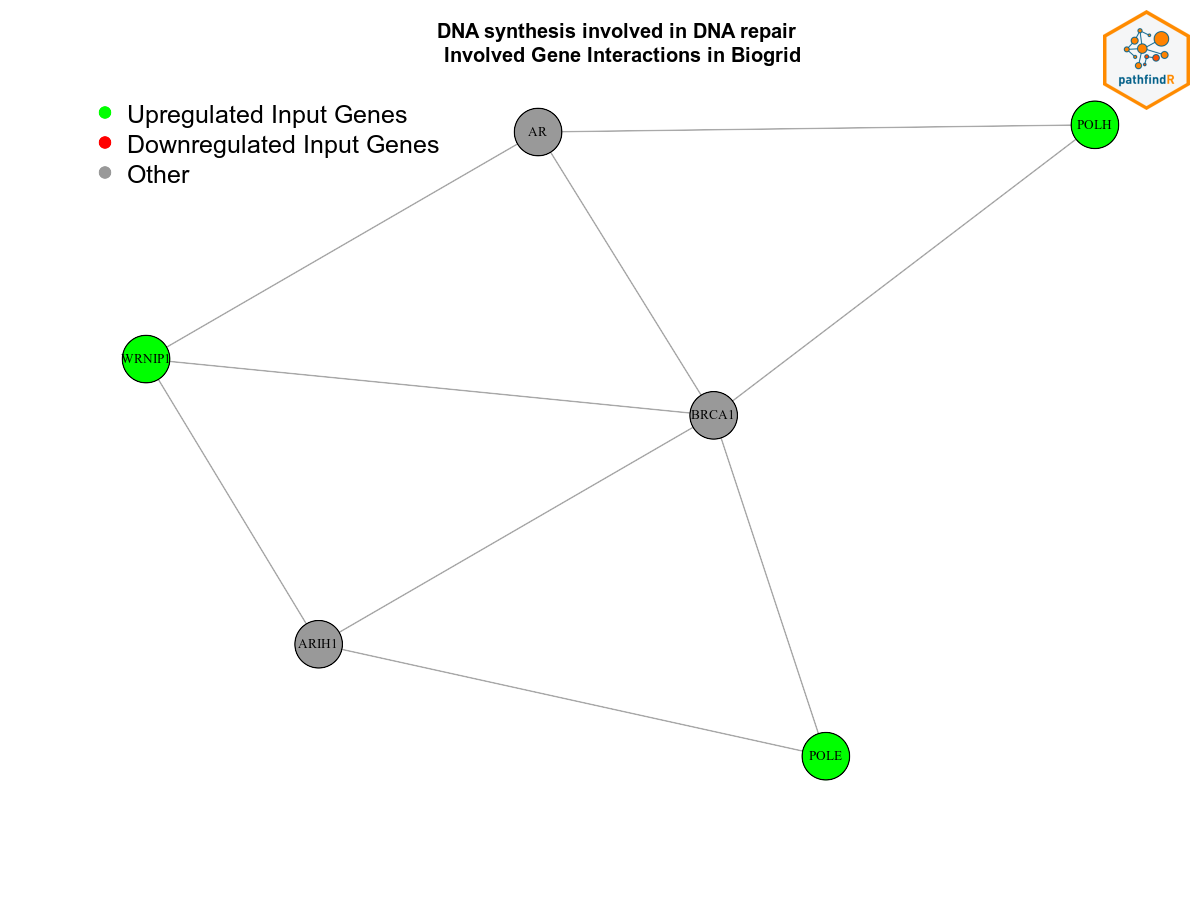 DNA synthesis involved in DNA repair
Involved Gene Interactions in Biogrid
pathfindR
Upregulated Input Genes
Downregulated Input Genes
Other
AR
POLH
WRNIP1
BRCA1
ARIH1
POLE